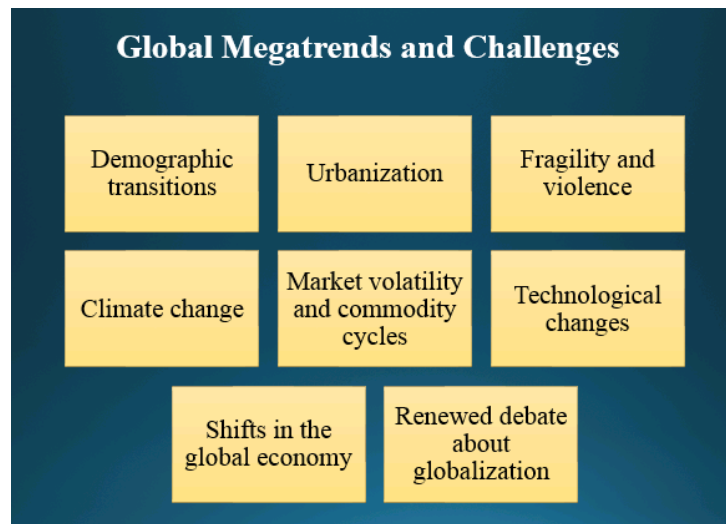 Global Megatrends and Challenges
Demographic
transitions
Urbanization
Fragility and
violence
Climate change
Market volatility
and commodity
cycles
Technological
changes
Shifts in the
global economy
Renewed debate
about
globalization